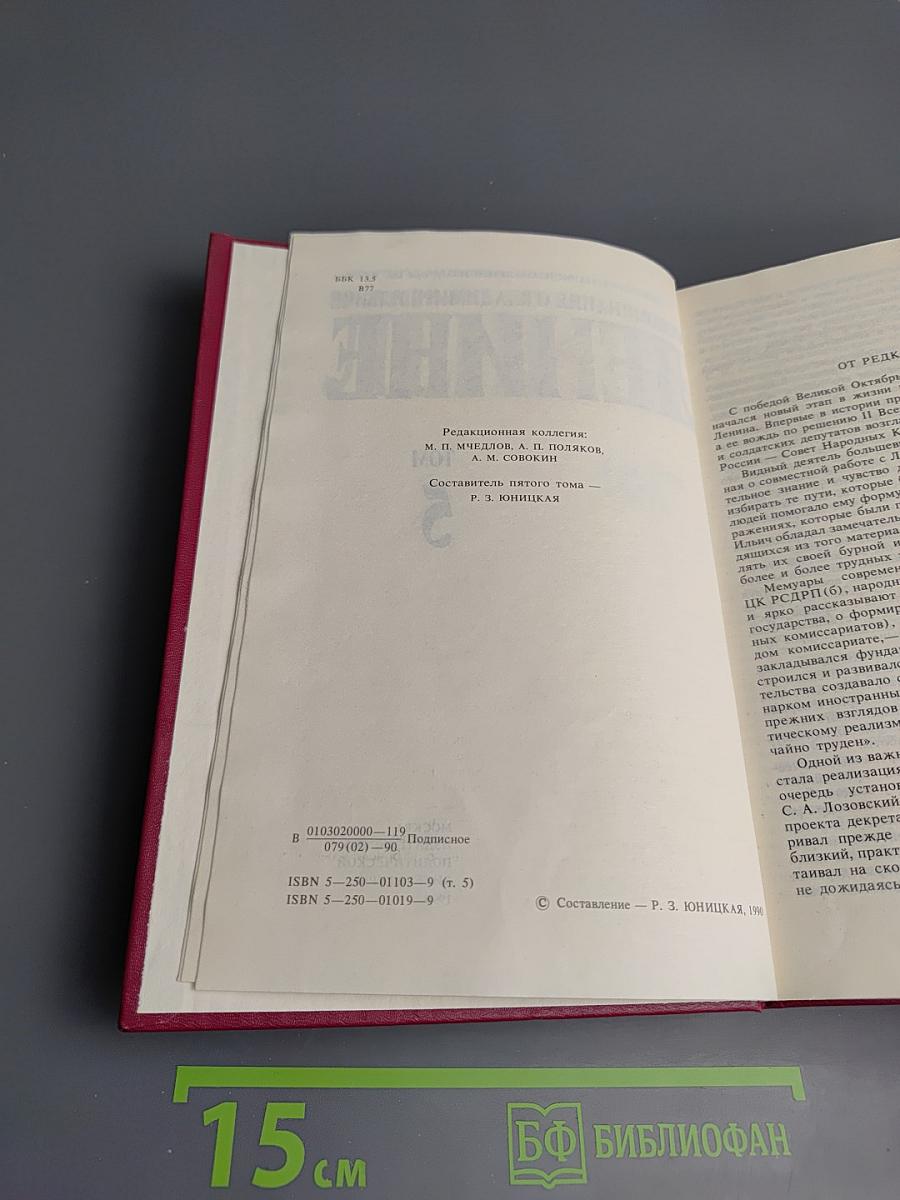 ББК 13.5
В77
Редакционная коллегия:
М. П. МЧЕДЛОВ, А. П. ПОЛЯКОВ,
А. М. СОВОКИН
Составитель пятого тома —
Р. З. ЮНИЦКАЯ
В 0103020000—119 Подписное
079(02)—90
ISBN 5—250—01103—9 (т. 5)
ISBN 5—250—01019—9
© Составление — Р. З. ЮНИЦКАЯ, 1990
ОТ РЕДК
С победой Великой Октябрь
начался новый этап в жизни
Ленина. Впервые в истории пр
а ее вождь по решению II Все
и солдатских депутатов возгл
России — Совет Народных К
Видный деятель большев
ная о совместной работе с Л
тельное знание и чувство д
избирать те пути, которые
людей помогало ему форму
ражениях, которые были п
Ильич обладал замечатель
дящихся из того материа
лять их своей бурной и
более и более трудных
Мемуары современ
ЦК РСДРП(б), народн
и ярко рассказывают
государства, о формир
ных комиссариатов),
дом комиссариате,—
закладывался фунда
строился и развивалс
тельства создавало с
нарком иностранны
прежних взглядов
тическому реализм
чайно труден».
Одной из важн
стала реализация
очередь установ
С. А. Лозовский
проекта декрета
ривал прежде
близкий, практ
таивал на ско
не дожидаясь
15 см
БФ БИБЛИОФАН